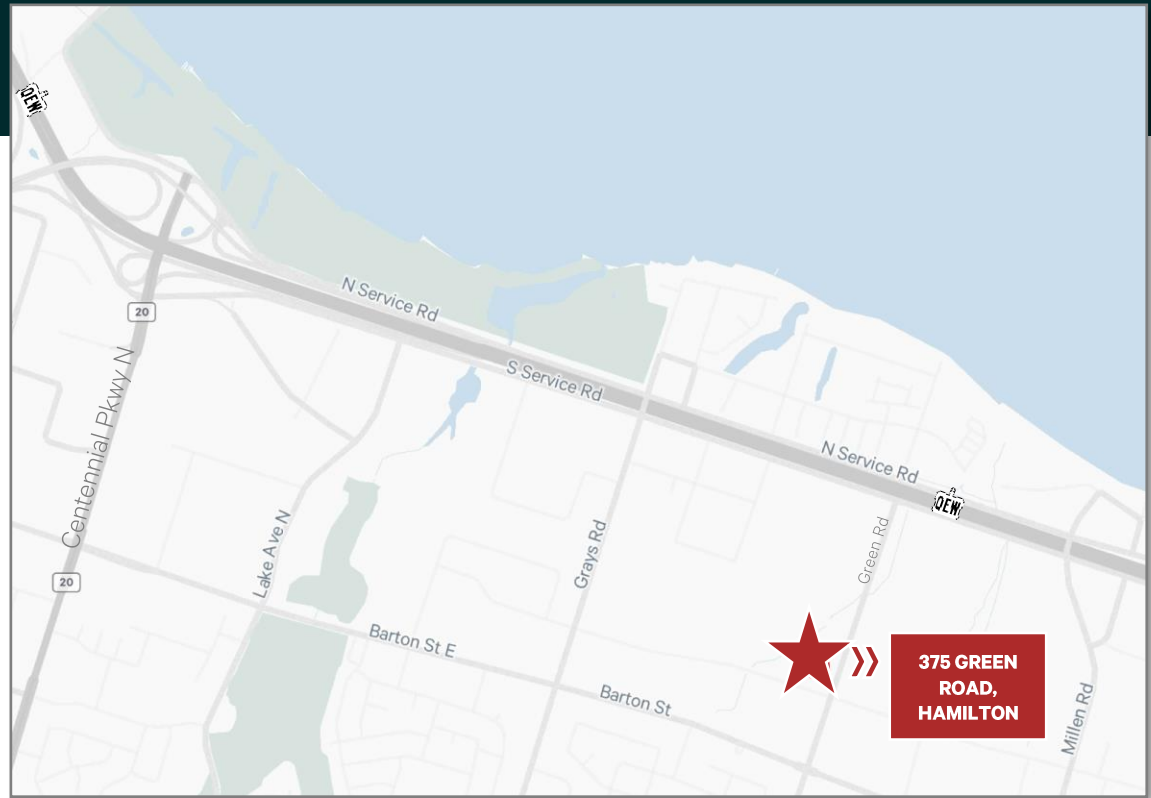 QEW
N Service Rd
20
S Service Rd
Centennial Pkwy N
N Service Rd
QEW
Lake Ave N
Grays Rd
Green Rd
20
Barton St E
375 GREEN
ROAD,
HAMILTON
Barton St
Millen Rd